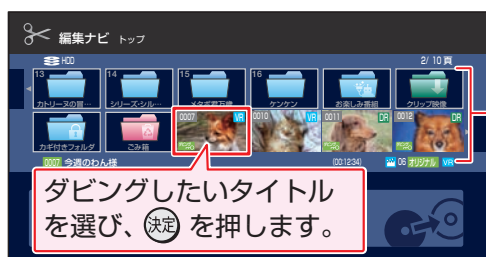 編集ナビ トップ
HDD 2/ 10 頁
13 14 15 16
カトリーヌの冒… シリーズ・シル… メタボ君万歳 ケンケン お楽しみ番組 クリップ映像
0007 VR 0010 VR 0011 DR 0012 DR
カギ付きフォルダ ごみ箱
0007 今週のわん様 (00:12:34) 06 オリジナル VR
ダビングしたいタイトル
を選び、決定 を押します。